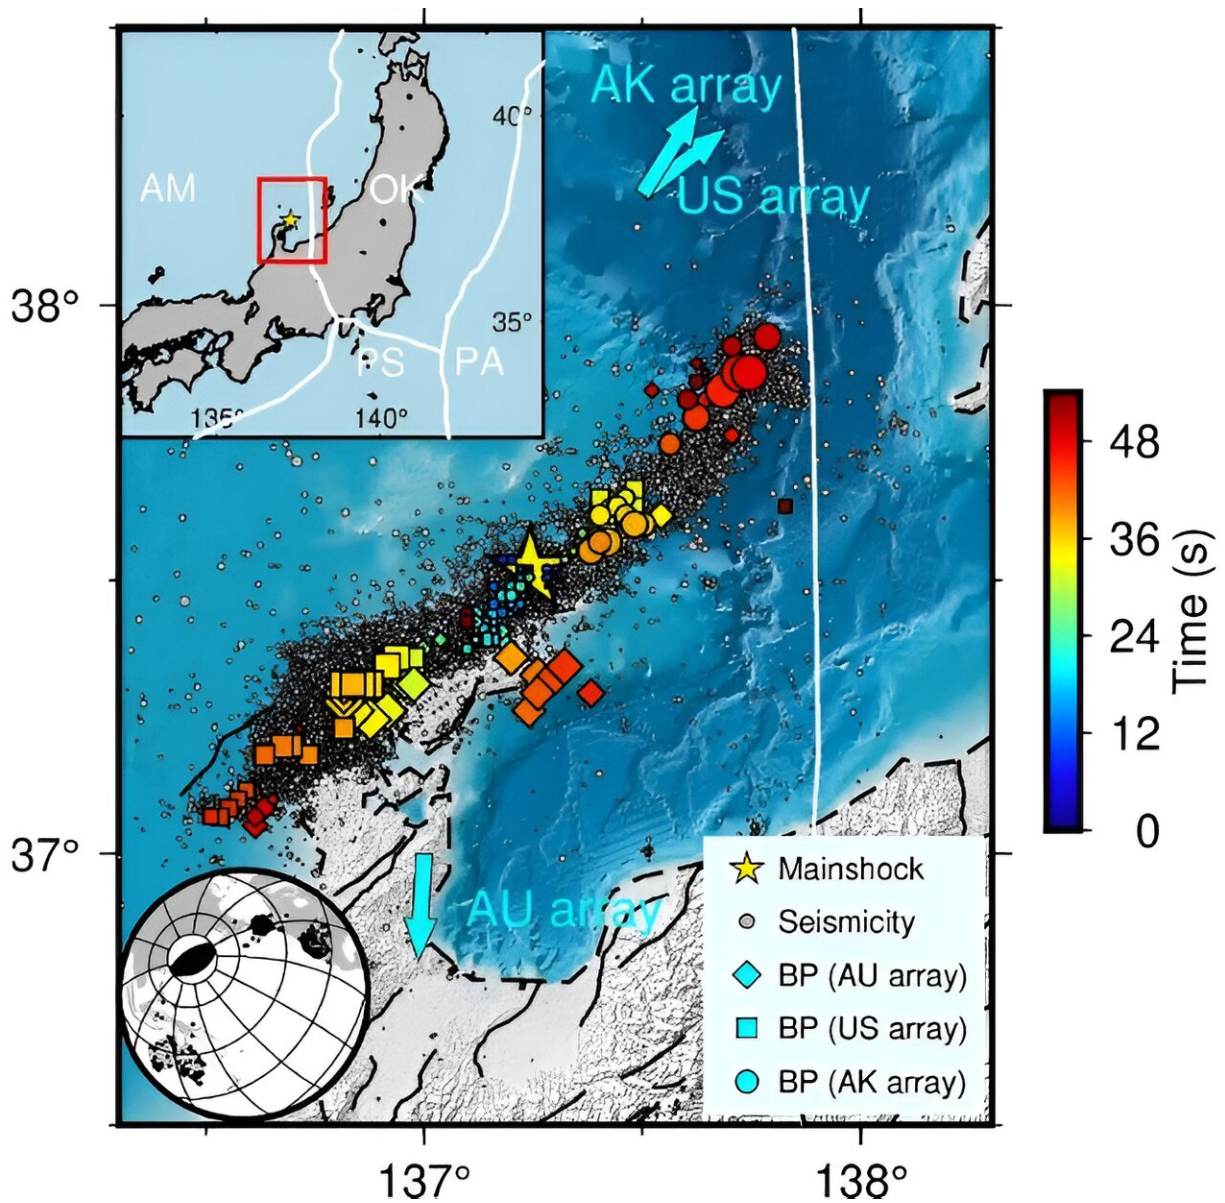 AK array
US array
AM
OK
40°
35°
PS
PA
135°
140°
38°
37°
137°
138°
AU array
Mainshock
Seismicity
BP (AU array)
BP (US array)
BP (AK array)
48
36
24
12
0
Time (s)